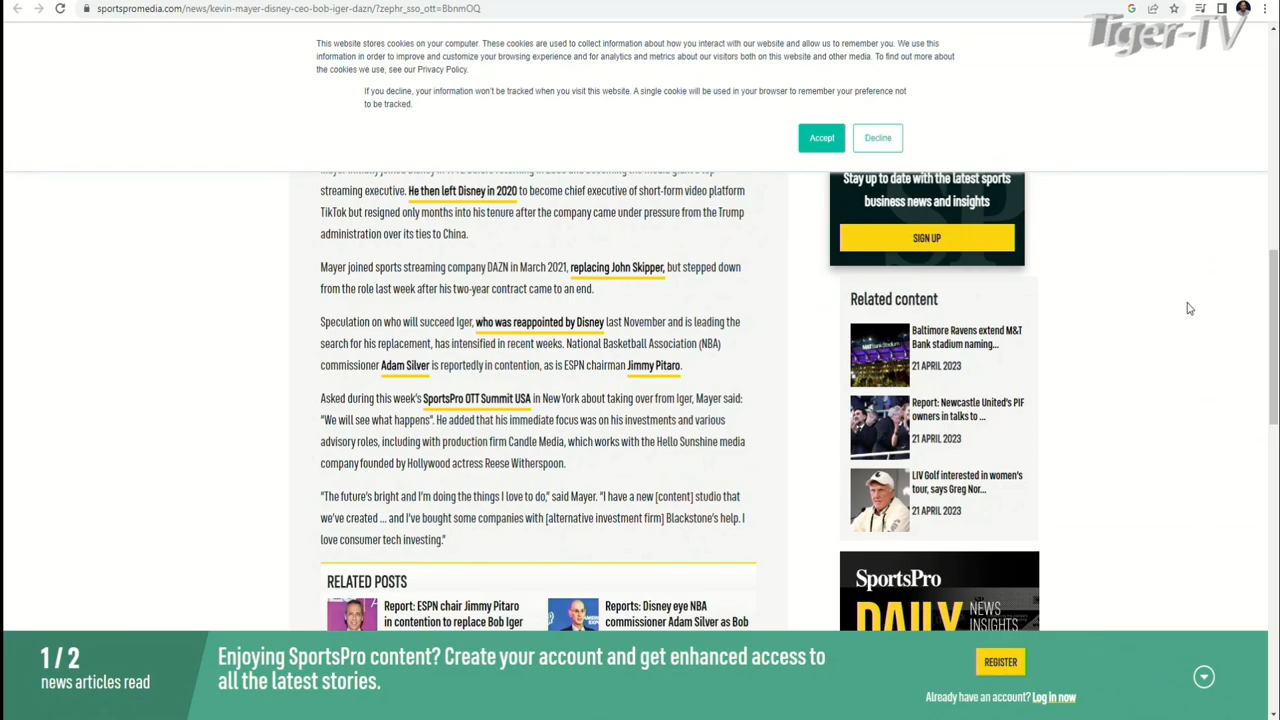 sportspromedia.com/news/kevin-mayer-disney-ceo-bob-iger-dazn/?zephr_sso_ott=8bnmOQ
Tiger-TV
This website stores cookies on your computer. These cookies are used to collect information about how you interact with our website and allow us to remember you. We use this
information in order to improve and customize your browsing experience and for analytics and metrics about our visitors both on this website and other media. To find out more about
the cookies we use, see our Privacy Policy.
If you decline, your information won't be tracked when you visit this website. A single cookie will be used in your browser to remember your preference not
to be tracked.
Accept
Decline
streaming executive. He then left Disney in 2020 to become chief executive of short-form video platform
TikTok but resigned only months into his tenure after the company came under pressure from the Trump
administration over its ties to China.
Mayer joined sports streaming company DAZN in March 2021, replacing John Skipper, but stepped down
from the role last week after his two-year contract came to an end.
Speculation on who will succeed Iger, who was reappointed by Disney last November and is leading the
search for his replacement, has intensified in recent weeks. National Basketball Association (NBA)
commissioner Adam Silver is reportedly in contention, as is ESPN chairman Jimmy Pitaro.
Asked during this week's SportsPro OTT Summit USA in New York about taking over from Iger, Mayer said:
"We will see what happens". He added that his immediate focus was on his investments and various
advisory roles, including with production firm Candle Media, which works with the Hello Sunshine media
company founded by Hollywood actress Reese Witherspoon.
"The future's bright and I'm doing the things I love to do," said Mayer. "I have a new [content] studio that
we've created ... and I've bought some companies with [alternative investment firm] Blackstone's help. I
love consumer tech investing."
RELATED POSTS
Report: ESPN chair Jimmy Pitaro
in contention to replace Bob Iger
Reports: Disney eye NBA
commissioner Adam Silver as Bob
Stay up to date with the latest sports
business news and insights
SIGN UP
Related content
Baltimore Ravens extend M&T
Bank stadium naming...
21 APRIL 2023
Report: Newcastle United's PIF
owners in talks to ...
21 APRIL 2023
LIV Golf interested in women's
tour, says Greg Nor...
21 APRIL 2023
SportsPro
DAILY
NEWS
INSIGHTS
1 / 2
news articles read
Enjoying SportsPro content? Create your account and get enhanced access to
all the latest stories.
REGISTER
Already have an account? Log in now